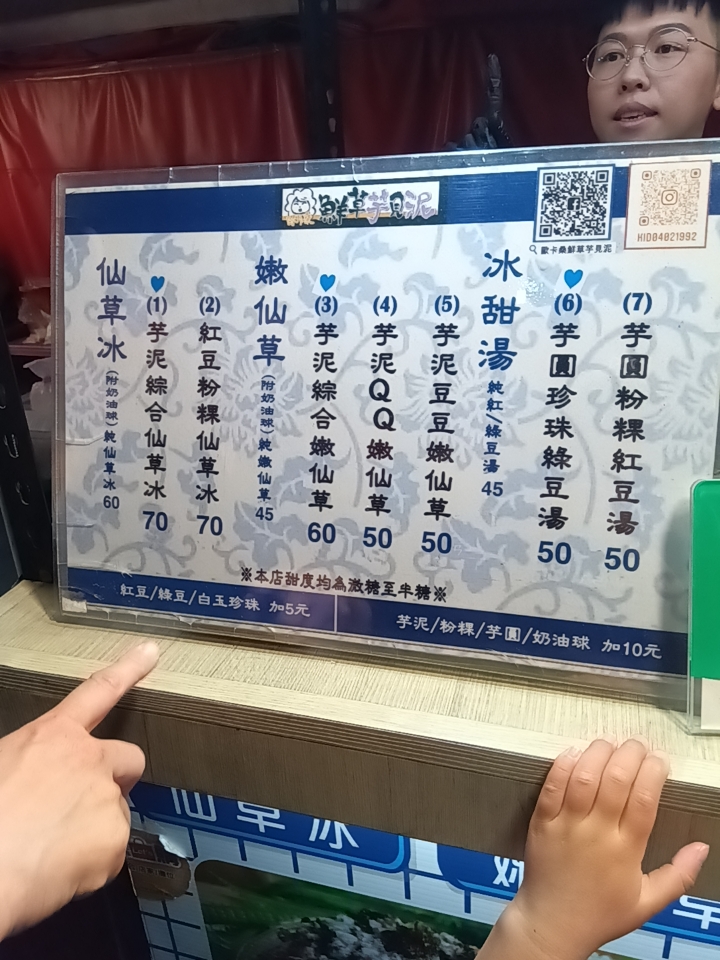 鮮草芋見泥
歐卡桑鮮草芋見泥
HID84021992
仙草冰
(附奶油球)純仙草冰 60
(1) 芋泥綜合仙草冰 70
(2) 紅豆粉粿仙草冰 70
嫩仙草
(附奶油球)純嫩仙草 45
(3) 芋泥綜合嫩仙草 60
(4) 芋泥QQ嫩仙草 50
(5) 芋泥豆豆嫩仙草 50
冰甜湯
純紅/綠豆湯 45
(6) 芋圓珍珠綠豆湯 50
(7) 芋圓粉粿紅豆湯 50
※本店甜度均為微糖至半糖※
紅豆/綠豆/白玉珍珠 加5元
芋泥/粉粿/芋圓/奶油球 加10元
仙草冰